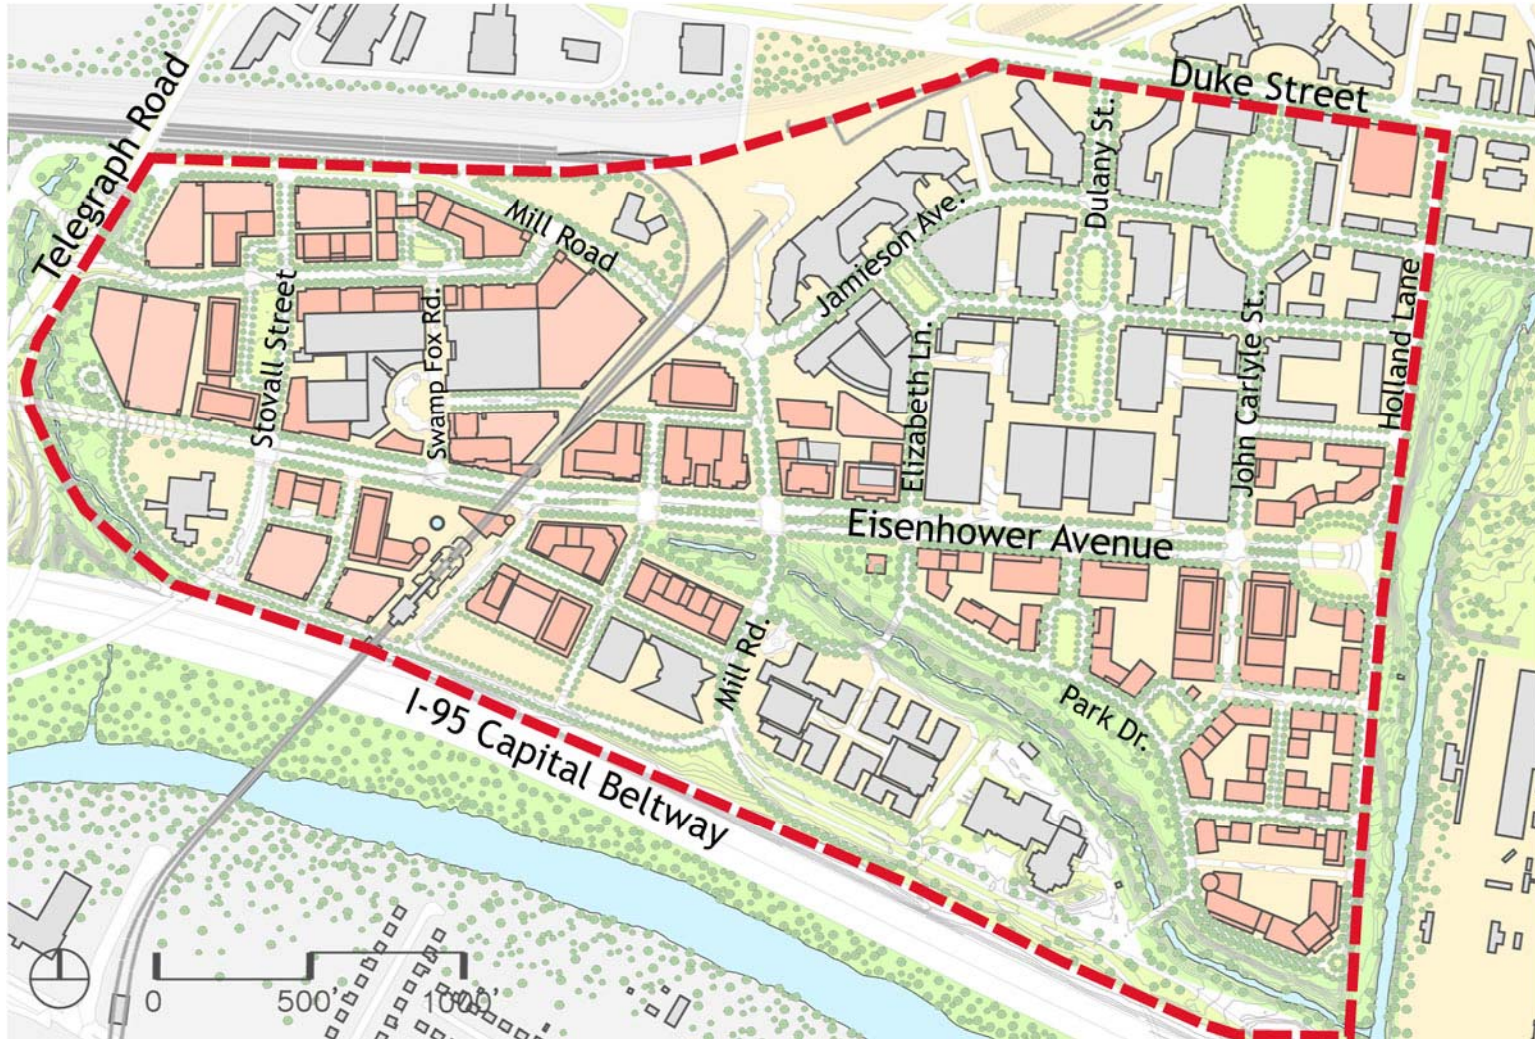 Duke Street
Telegraph Road
Dulany St.
Mill Road
Jamieson Ave.
Stovall Street
Swamp Fox Rd.
Elizabeth Ln.
John Carlyle St.
Holland Lane
Eisenhower Avenue
Mill Rd.
Park Dr.
I-95 Capital Beltway
0 500' 1000'